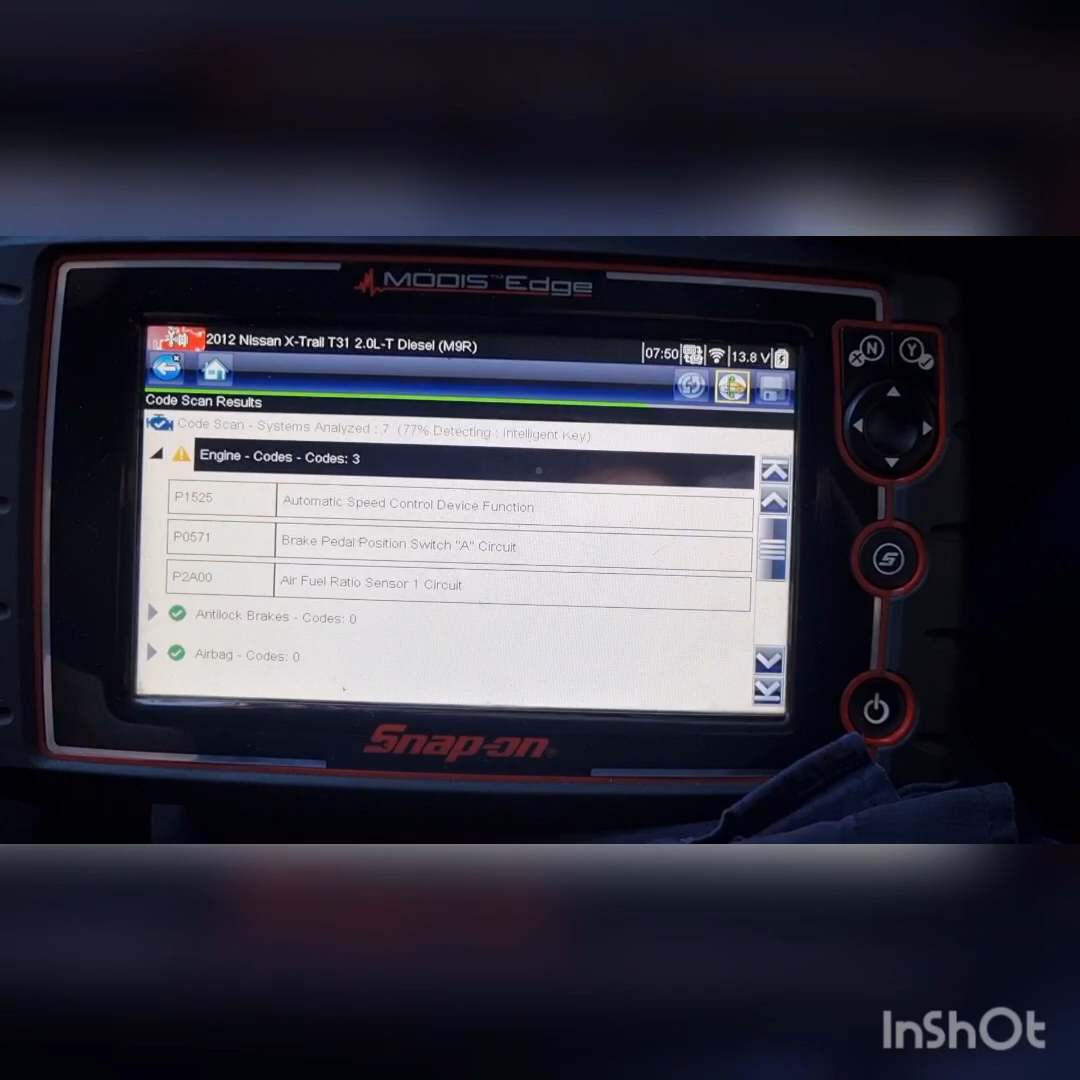 MODIS™ Edge
2012 Nissan X-Trail T31 2.0L-T Diesel (M9R)
07:50 13.8 V
N Y
Code Scan Results
Code Scan - Systems Analyzed : 7 (77% Detecting : Intelligent Key)
Engine - Codes - Codes: 3
P1525 Automatic Speed Control Device Function
P0571 Brake Pedal Position Switch "A" Circuit
P2A00 Air Fuel Ratio Sensor 1 Circuit
Antilock Brakes - Codes: 0
Airbag - Codes: 0
S
Snap-on
InShOt